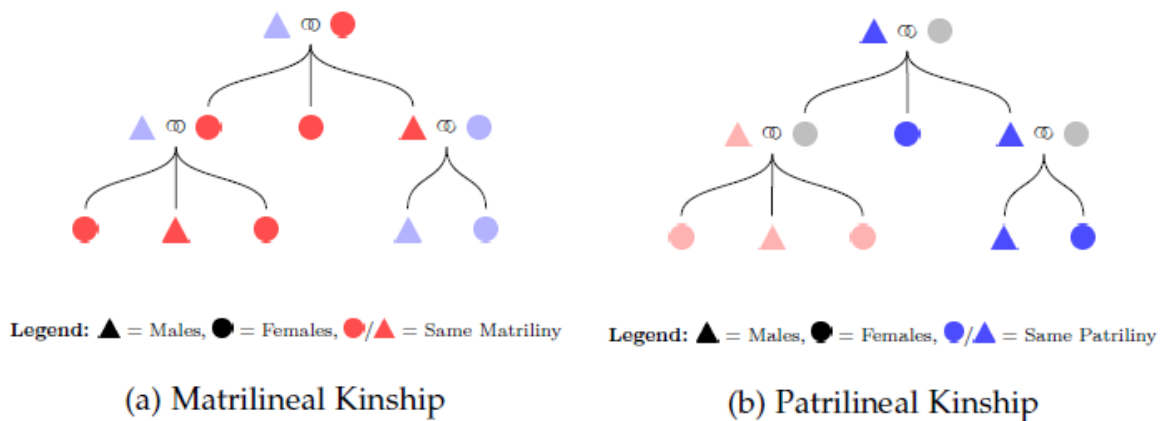 Legend: ▲ = Males, ● = Females, ●/▲ = Same Matriliny
(a) Matrilineal Kinship
Legend: ▲ = Males, ● = Females, ●/▲ = Same Patriliny
(b) Patrilineal Kinship